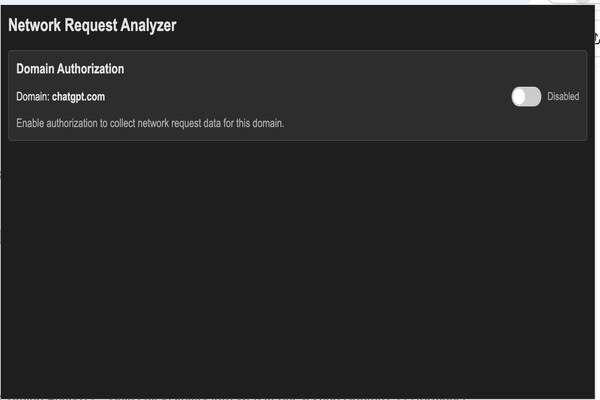 Network Request Analyzer
Domain Authorization
Domain: chatgpt.com
Disabled
Enable authorization to collect network request data for this domain.